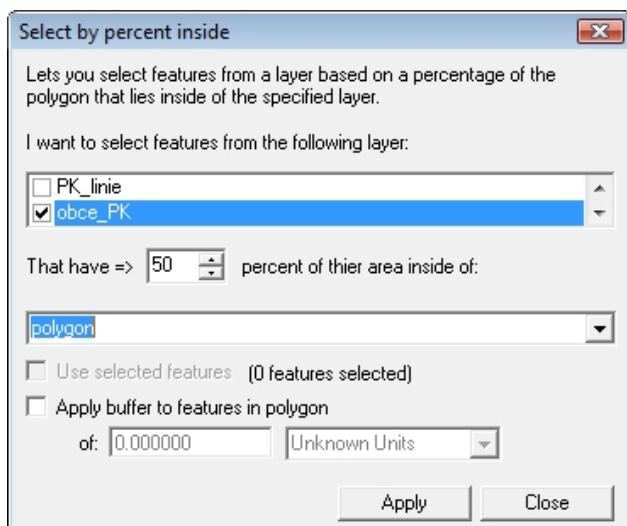 Select by percent inside
Lets you select features from a layer based on a percentage of the
polygon that lies inside of the specified layer.
I want to select features from the following layer:
PK_linie
obce_PK
That have => 50 percent of thier area inside of:
polygon
Use selected features (0 features selected)
Apply buffer to features in polygon
of: 0.000000 Unknown Units
Apply Close